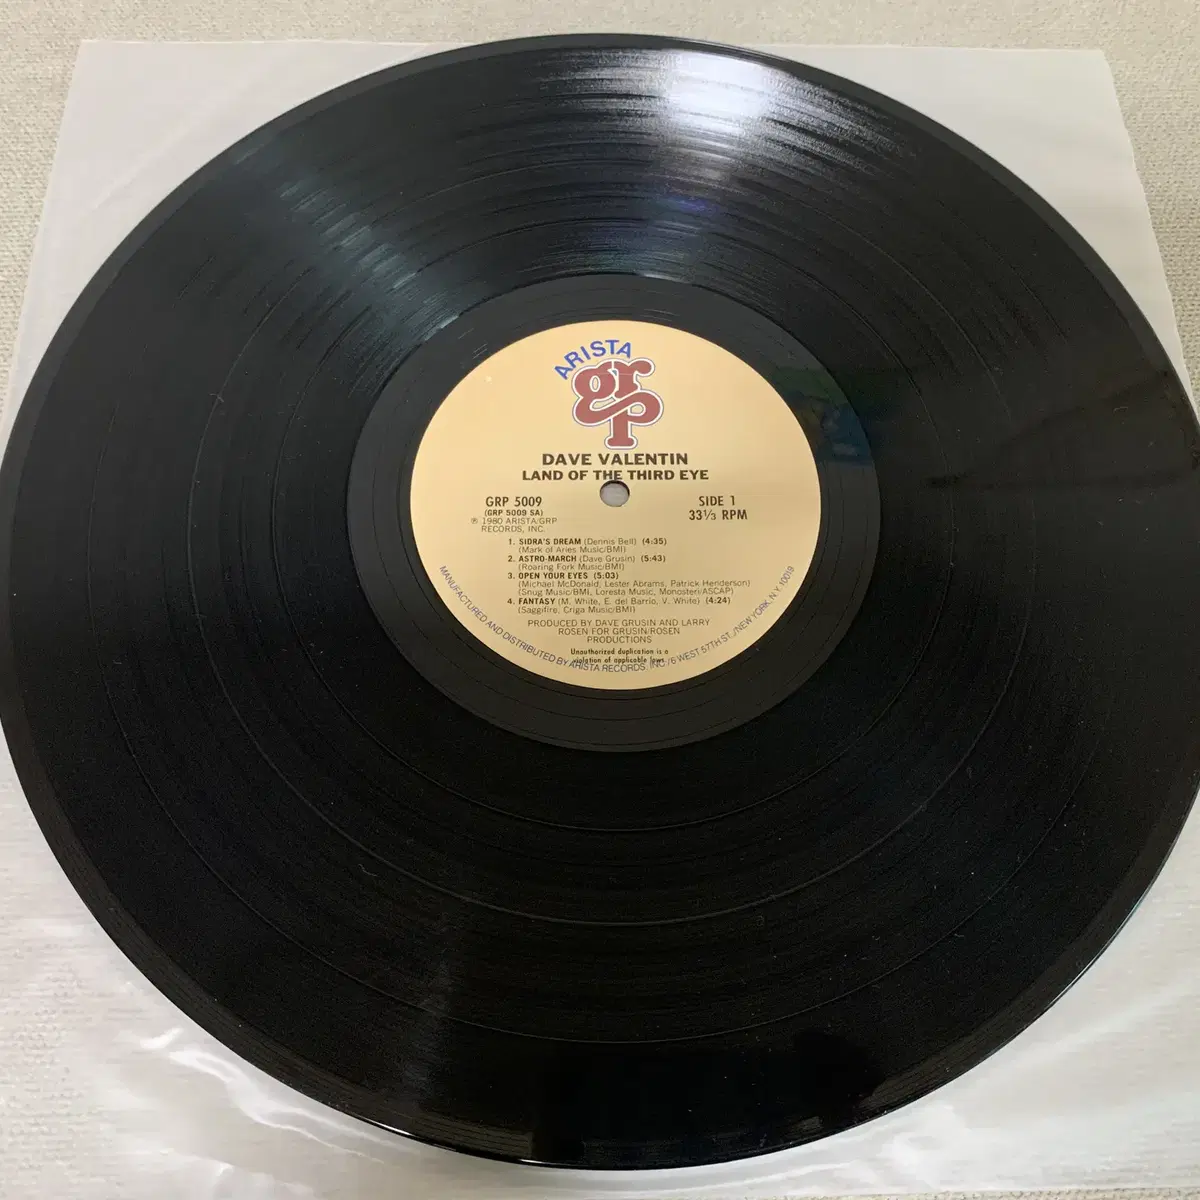 ARISTA
grp
DAVE VALENTIN
LAND OF THE THIRD EYE
GRP 5009
(GRP 5009 SA)
℗ 1980 ARISTA/GRP
RECORDS, INC.
SIDE 1
33⅓ RPM
1. SIDRA'S DREAM (Dennis Bell) (4:35)
(Mark of Aries Music/BMI)
2. ASTRO-MARCH (Dave Grusin) (5:43)
(Roaring Fork Music/BMI)
3. OPEN YOUR EYES (5:03)
(Michael McDonald, Lester Abrams, Patrick Henderson)
(Snug Music/BMI, Loresta Music, Monosteri/ASCAP)
4. FANTASY (M. White, E. del Barrio, V. White) (4:24)
(Saggifire, Criga Music/BMI)
PRODUCED BY DAVE GRUSIN AND LARRY
ROSEN FOR GRUSIN/ROSEN
PRODUCTIONS
Unauthorized duplication is a
violation of applicable laws
MANUFACTURED AND DISTRIBUTED BY ARISTA RECORDS, INC./6 WEST 57TH ST./NEW YORK, N.Y. 10019